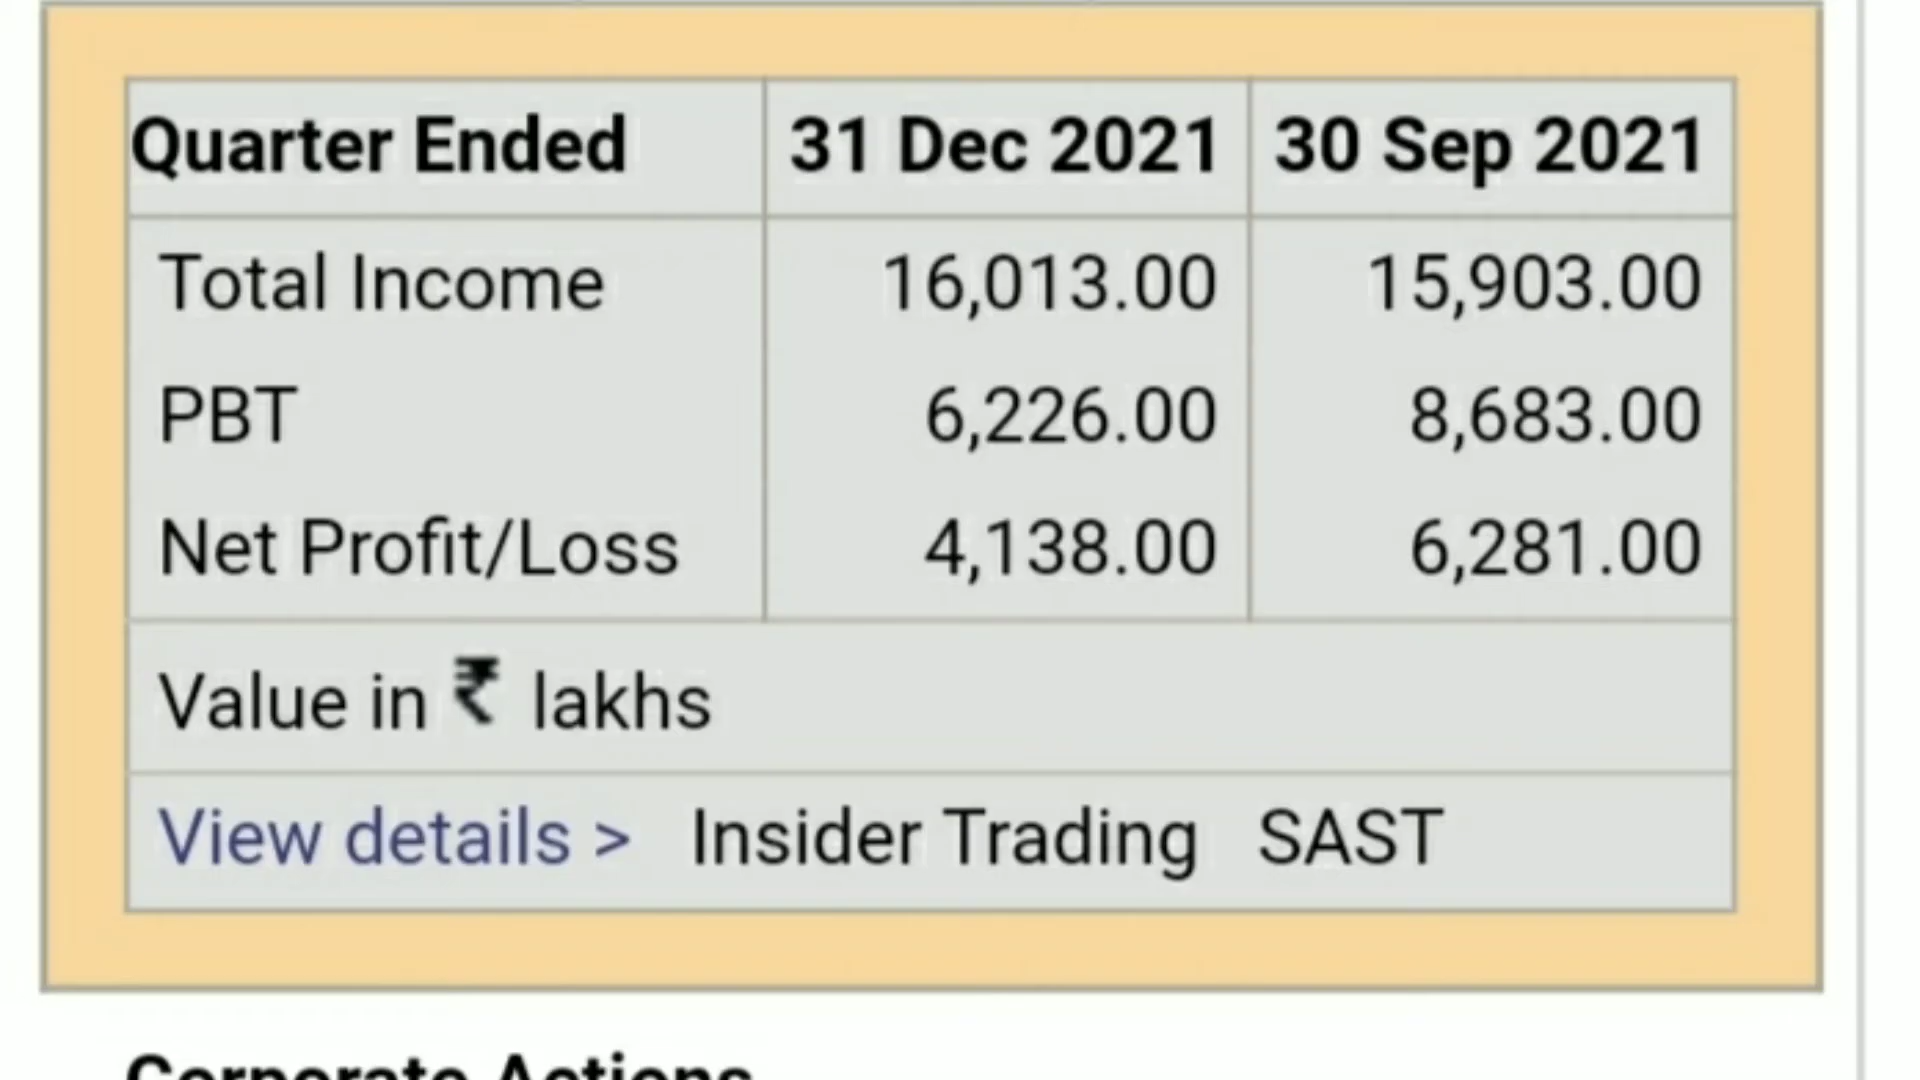 Quarter Ended 31 Dec 2021 30 Sep 2021
Total Income 16,013.00 15,903.00
PBT 6,226.00 8,683.00
Net Profit/Loss 4,138.00 6,281.00
Value in ₹ lakhs
View details > Insider Trading SAST
Corporate Actions